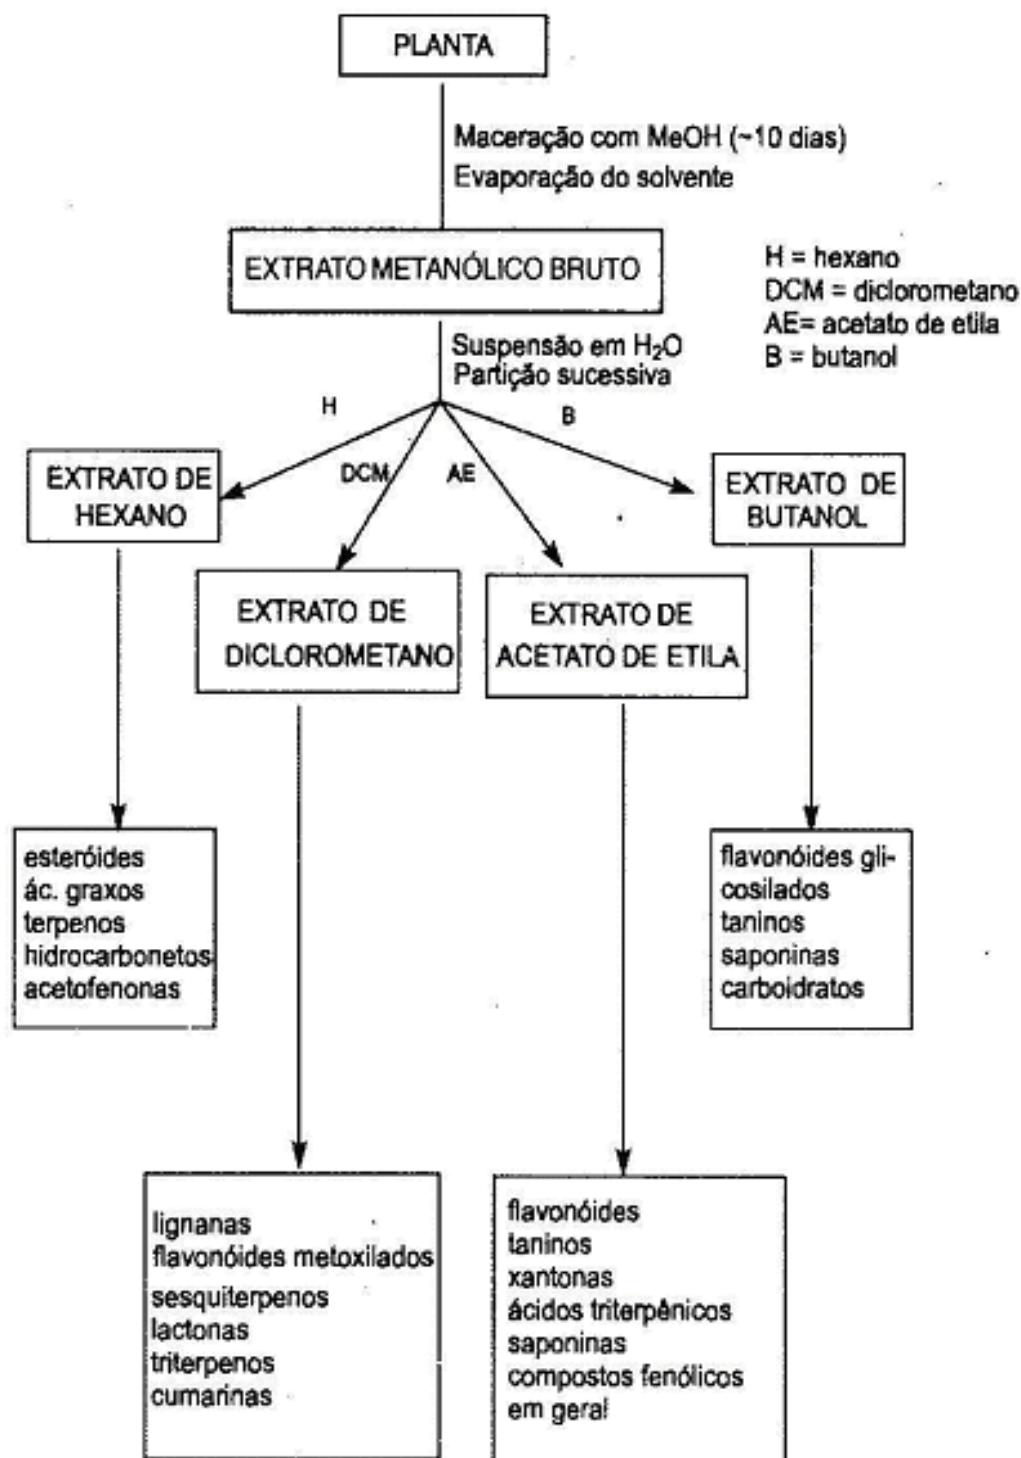 PLANTA
Maceração com MeOH (~10 dias)
Evaporação do solvente
EXTRATO METANÓLICO BRUTO
H = hexano
DCM = diclorometano
AE= acetato de etila
B = butanol
Suspensão em H₂O
Partição sucessiva
H
B
DCM
AE
EXTRATO DE
HEXANO
EXTRATO DE
BUTANOL
EXTRATO DE
DICLOROMETANO
EXTRATO DE
ACETATO DE ETILA
esteróides
ác. graxos
terpenos
hidrocarbonetos
acetofenonas
flavonóides gli-
cosilados
taninos
saponinas
carboidratos
lignanas
flavonóides metoxilados
sesquiterpenos
lactonas
triterpenos
cumarinas
flavonóides
taninos
xantonas
ácidos triterpênicos
saponinas
compostos fenólicos
em geral